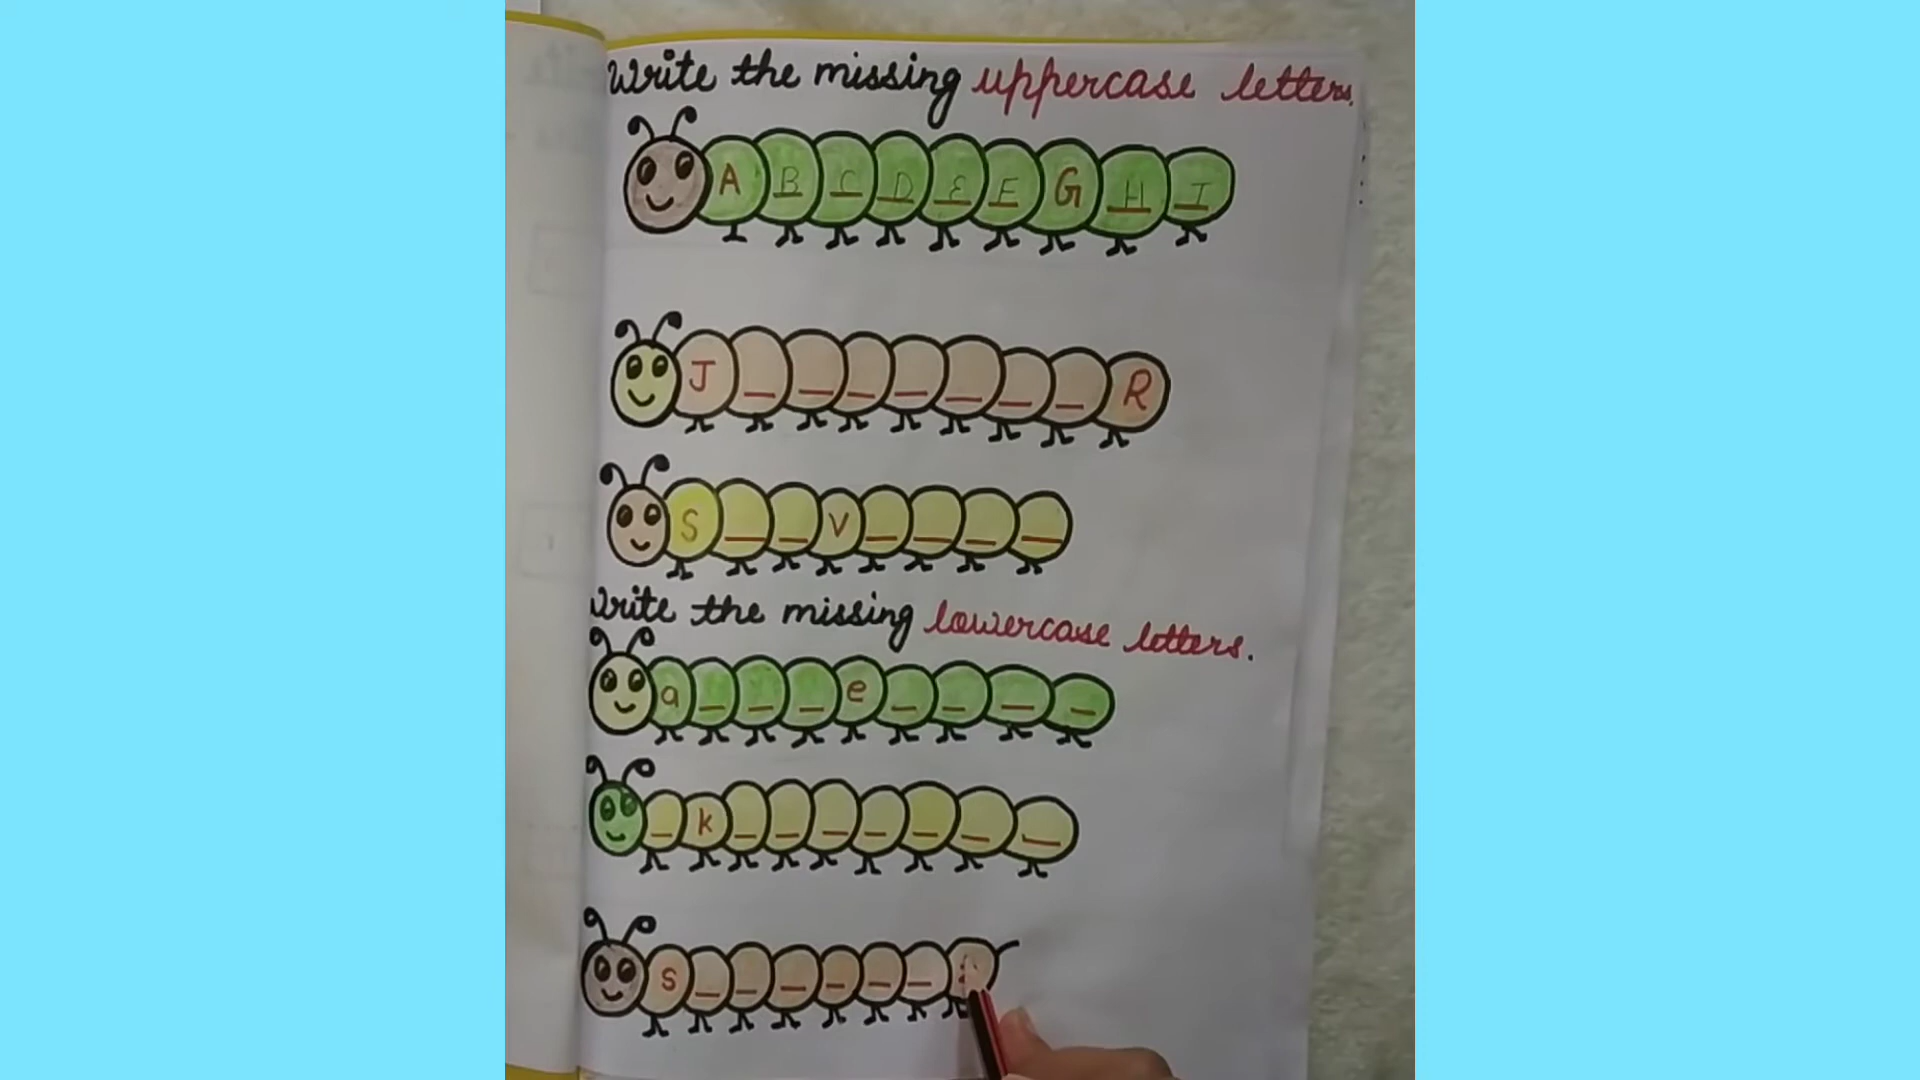 Write the missing uppercase letters.
A B C D E F G H I
J _ _ _ _ _ _ _ R
S _ _ V _ _ _ _
Write the missing lowercase letters.
a _ _ _ e _ _ _ _
_ k _ _ _ _ _ _ _
s _ _ _ _ _ _